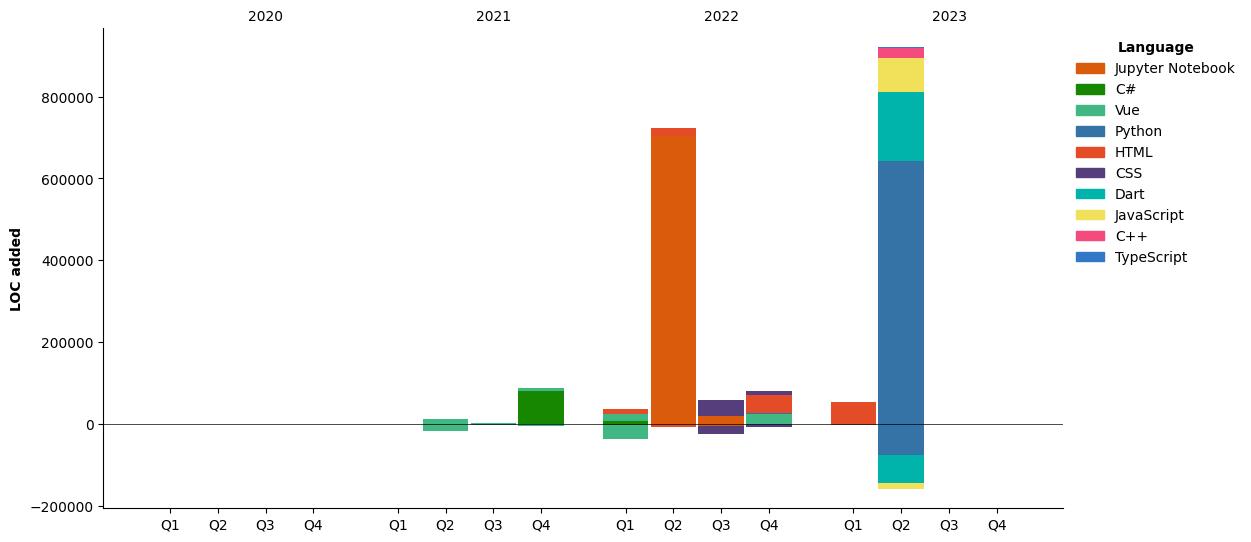 2020 2021 2022 2023
Language
Jupyter Notebook
C#
Vue
Python
HTML
CSS
Dart
JavaScript
C++
TypeScript
LOC added
800000
600000
400000
200000
0
−200000
Q1 Q2 Q3 Q4 Q1 Q2 Q3 Q4 Q1 Q2 Q3 Q4 Q1 Q2 Q3 Q4